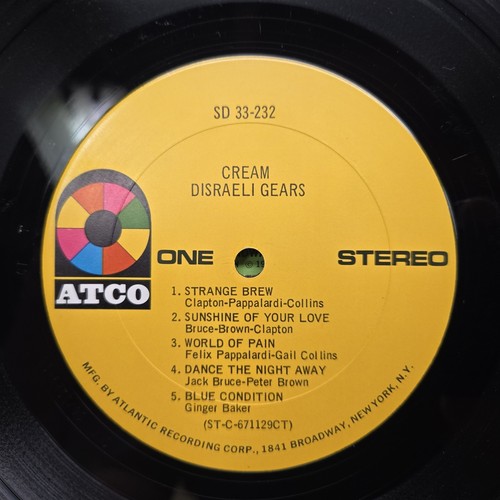 SD 33-232
CREAM
DISRAELI GEARS
ONE
STEREO
ATCO
1. STRANGE BREW
Clapton-Pappalardi-Collins
2. SUNSHINE OF YOUR LOVE
Bruce-Brown-Clapton
3. WORLD OF PAIN
Felix Pappalardi-Gail Collins
4. DANCE THE NIGHT AWAY
Jack Bruce-Peter Brown
5. BLUE CONDITION
Ginger Baker
(ST-C-671129CT)
MFG. BY ATLANTIC RECORDING CORP., 1841 BROADWAY, NEW YORK, N.Y.